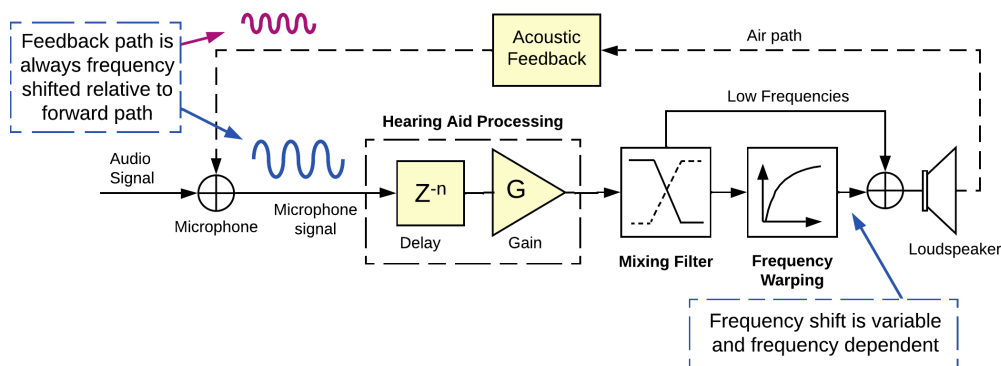 Feedback path is
always frequency
shifted relative to
forward path
Acoustic
Feedback
Air path
Low Frequencies
Hearing Aid Processing
Audio
Signal
Microphone
Microphone
signal
Z-n
Delay
G
Gain
Mixing Filter
Frequency
Warping
Loudspeaker
Frequency shift is variable
and frequency dependent